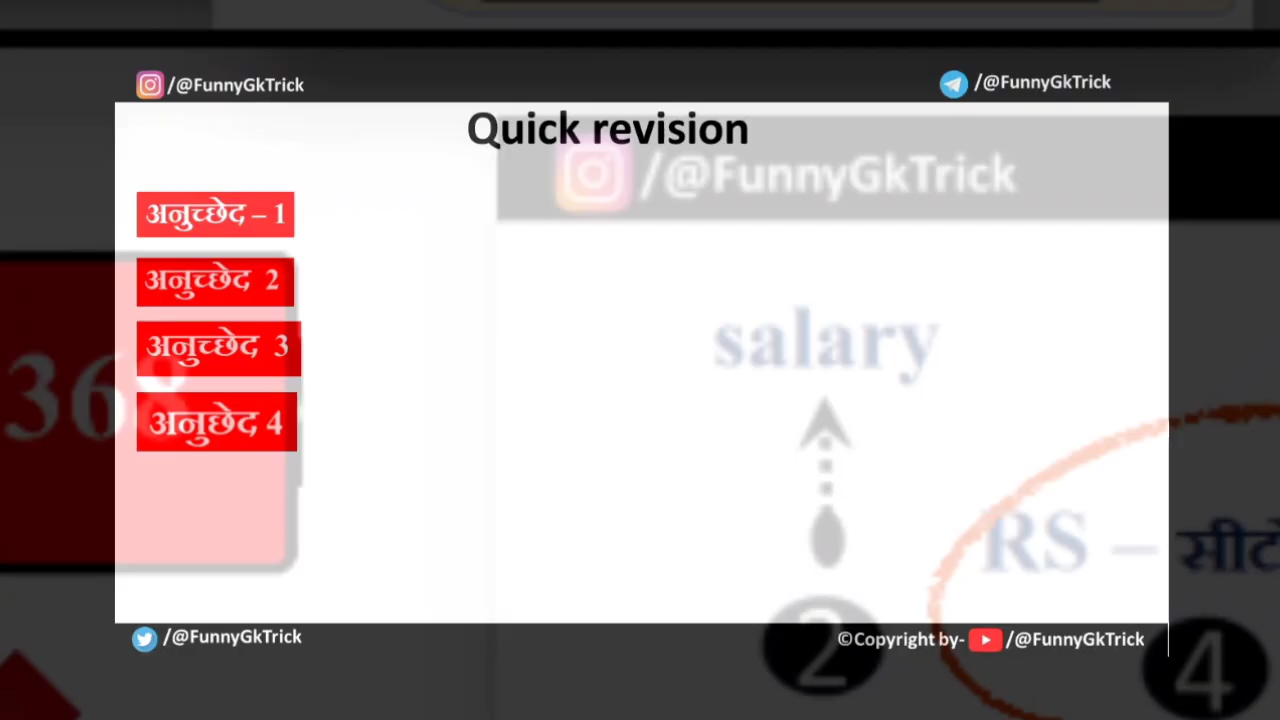 /@FunnyGkTrick
/@FunnyGkTrick
Quick revision
/@FunnyGkTrick
अनुच्छेद – 1
अनुच्छेद 2
अनुच्छेद 3
368
अनुछेद 4
salary
RS – सीटें
/@FunnyGkTrick
2
©Copyright by- /@FunnyGkTrick
4